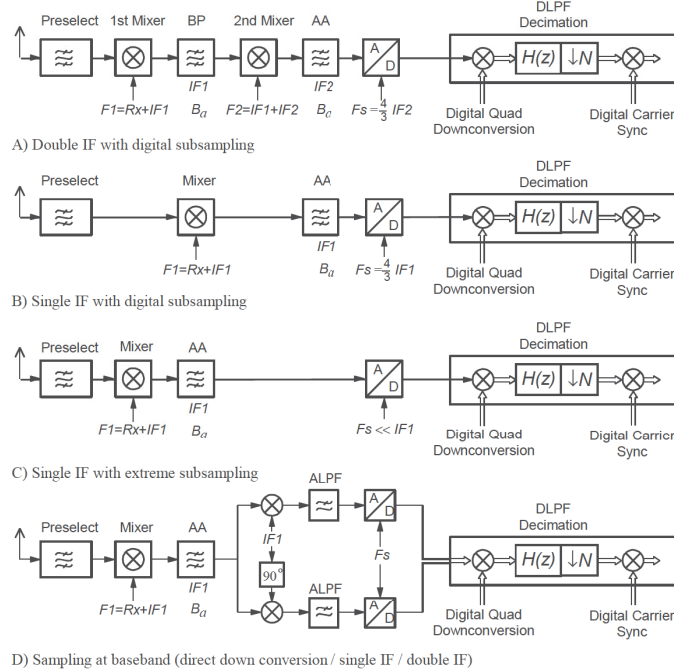 DLPF
Decimation
Preselect 1st Mixer BP 2nd Mixer AA
A D H(z) ↓N
IF1 IF2
F1=Rx+IF1 Ba F2=IF1+IF2 Ba Fs=4/3 IF2
Digital Quad Downconversion
Digital Carrier Sync
A) Double IF with digital subsampling
DLPF
Decimation
Preselect Mixer AA
A D H(z) ↓N
IF1
F1=Rx+IF1 Ba Fs=4/3 IF1
Digital Quad Downconversion
Digital Carrier Sync
B) Single IF with digital subsampling
DLPF
Decimation
Preselect Mixer AA
A D H(z) ↓N
IF1
F1=Rx+IF1 Ba Fs << IF1
Digital Quad Downconversion
Digital Carrier Sync
C) Single IF with extreme subsampling
ALPF
A D
DLPF
Decimation
Preselect Mixer AA
IF1
90°
Fs
H(z) ↓N
IF1
F1=Rx+IF1 Ba
ALPF
A D
Digital Quad Downconversion
Digital Carrier Sync
D) Sampling at baseband (direct down conversion / single IF / double IF)